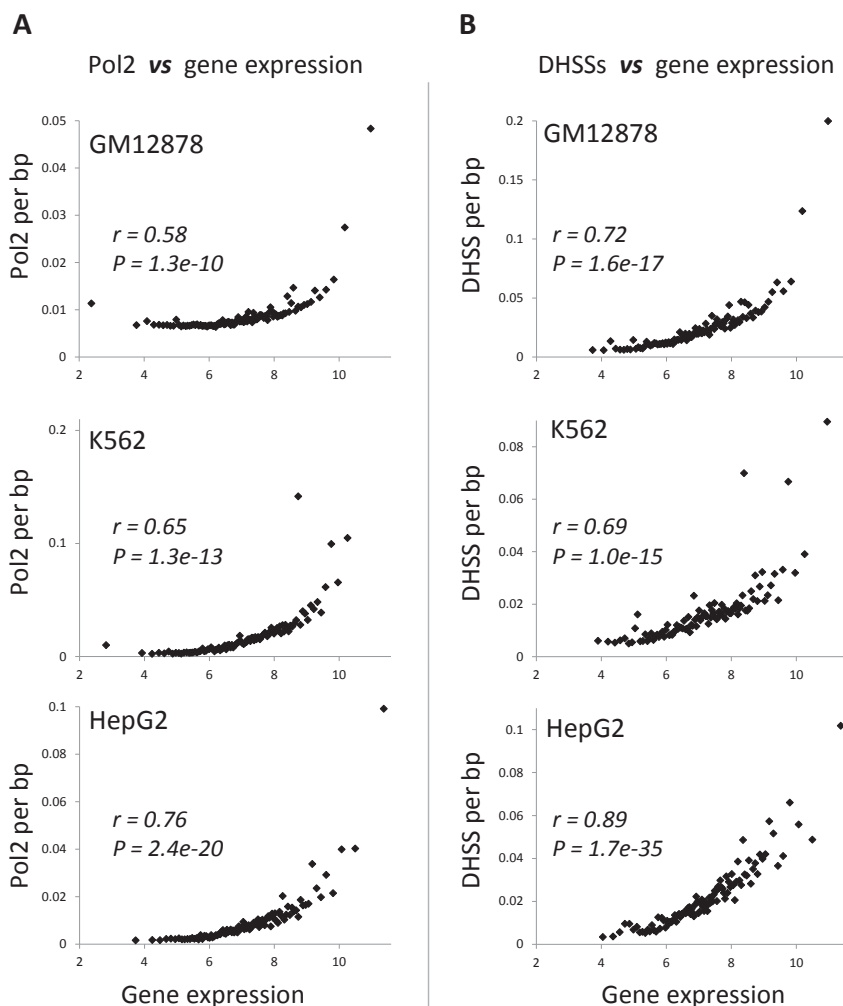 A
Pol2 vs gene expression
GM12878
r = 0.58
P = 1.3e-10
Pol2 per bp
0.05
0.04
0.03
0.02
0.01
0
2 4 6 8 10
K562
r = 0.65
P = 1.3e-13
Pol2 per bp
0.2
0.1
0
2 4 6 8 10
HepG2
r = 0.76
P = 2.4e-20
Pol2 per bp
0.1
0.08
0.06
0.04
0.02
0
2 4 6 8 10
Gene expression
B
DHSSs vs gene expression
GM12878
r = 0.72
P = 1.6e-17
DHSS per bp
0.2
0.15
0.1
0.05
0
2 4 6 8 10
K562
r = 0.69
P = 1.0e-15
DHSS per bp
0.08
0.06
0.04
0.02
0
2 4 6 8 10
HepG2
r = 0.89
P = 1.7e-35
DHSS per bp
0.1
0.08
0.06
0.04
0.02
0
2 4 6 8 10
Gene expression